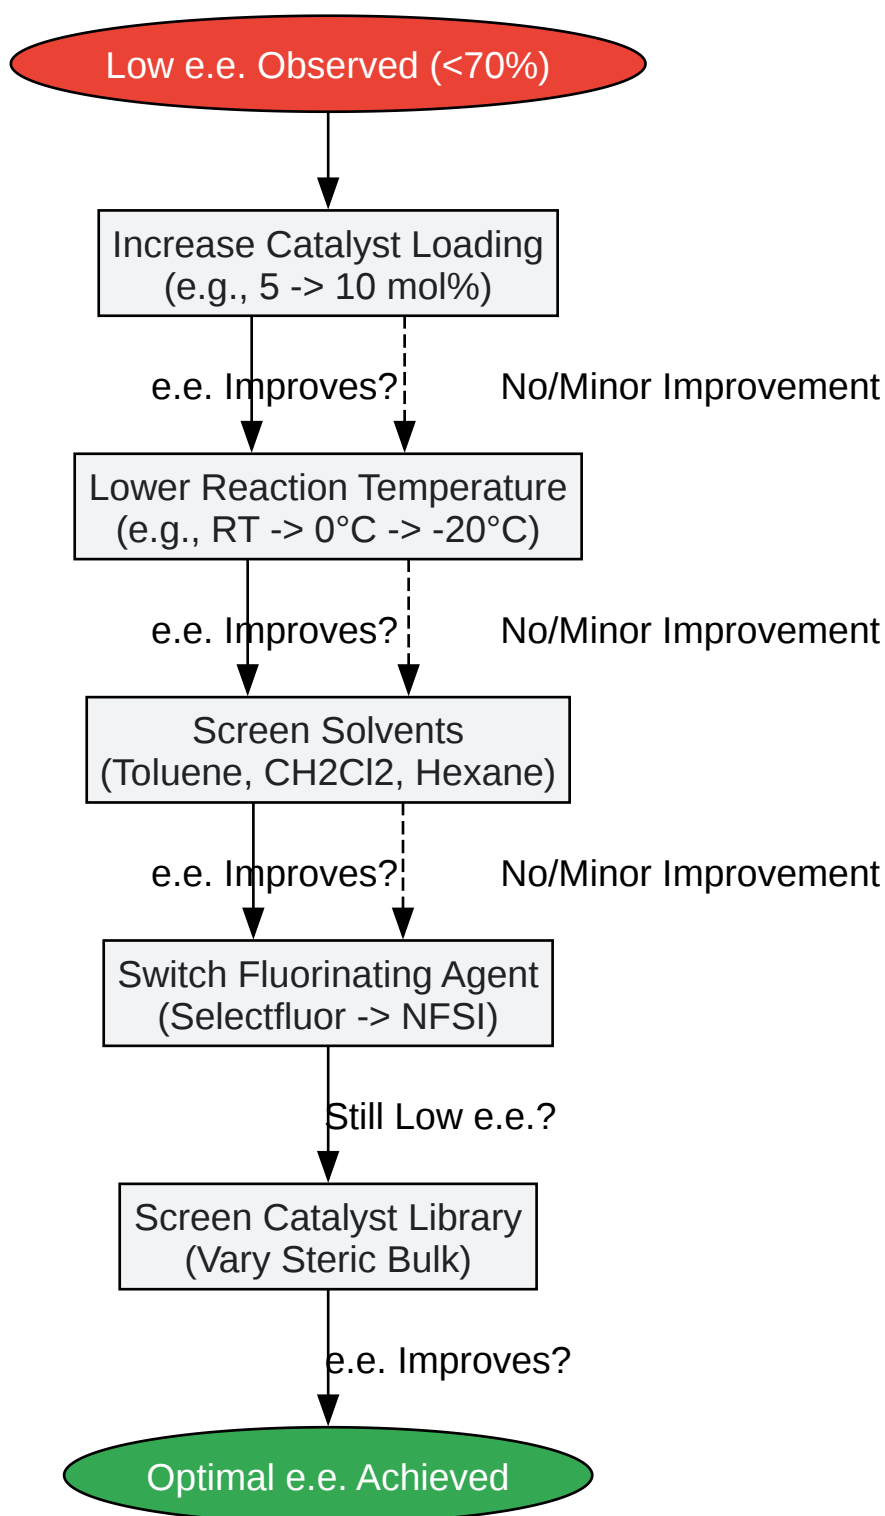 Low e.e. Observed (<70%)
Increase Catalyst Loading
(e.g., 5 -> 10 mol%)
e.e. Improves?
No/Minor Improvement
Lower Reaction Temperature
(e.g., RT -> 0°C -> -20°C)
e.e. Improves?
No/Minor Improvement
Screen Solvents
(Toluene, CH2Cl2, Hexane)
e.e. Improves?
No/Minor Improvement
Switch Fluorinating Agent
(Selectfluor -> NFSI)
Still Low e.e.?
Screen Catalyst Library
(Vary Steric Bulk)
e.e. Improves?
Optimal e.e. Achieved